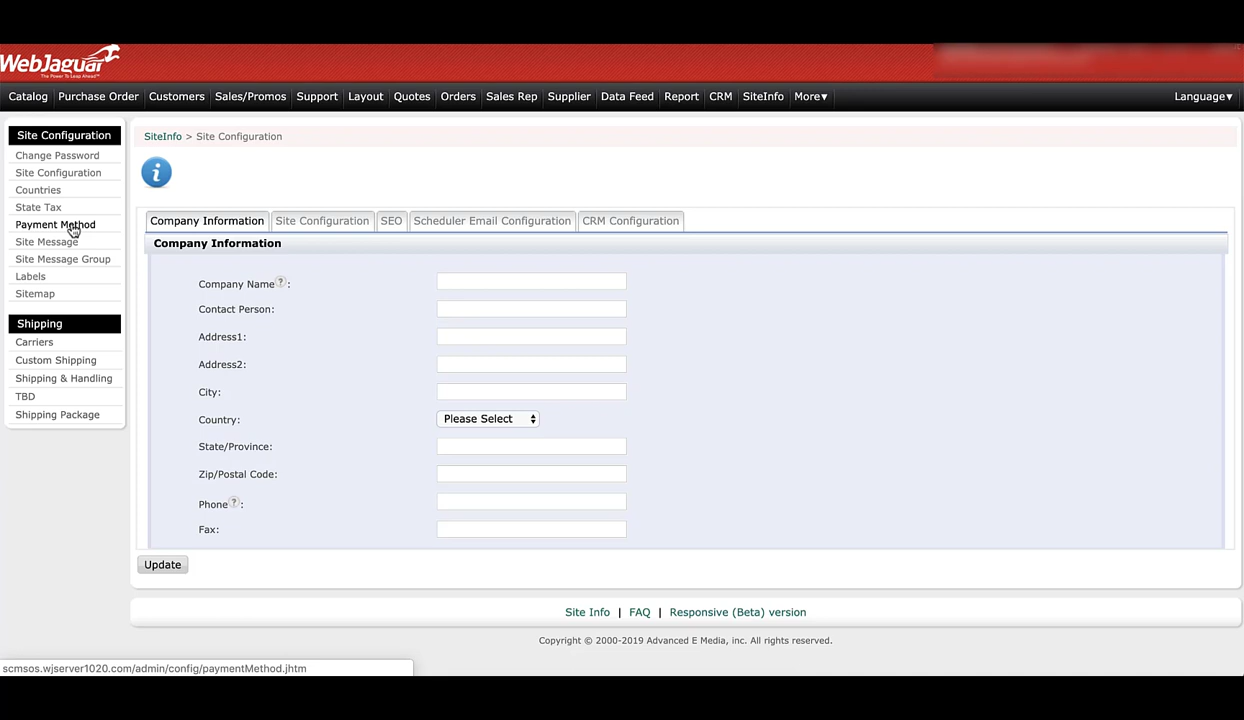 WebJaguar
The Power To Leap Ahead™
Catalog Purchase Order Customers Sales/Promos Support Layout Quotes Orders Sales Rep Supplier Data Feed Report CRM SiteInfo More▾ Language▾
Site Configuration
Change Password
Site Configuration
Countries
State Tax
Payment Method
Site Message
Site Message Group
Labels
Sitemap
Shipping
Carriers
Custom Shipping
Shipping & Handling
TBD
Shipping Package
SiteInfo > Site Configuration
i
Company Information Site Configuration SEO Scheduler Email Configuration CRM Configuration
Company Information
Company Name ? :
Contact Person:
Address1:
Address2:
City:
Country: Please Select
State/Province:
Zip/Postal Code:
Phone ? :
Fax:
Update
Site Info | FAQ | Responsive (Beta) version
Copyright © 2000-2019 Advanced E Media, inc. All rights reserved.
scmsos.wjserver1020.com/admin/config/paymentMethod.jhtm